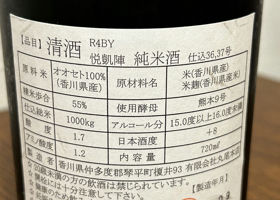 【品目】清酒 R4BY 悦凱陣 純米酒 仕込36,37号
原料米 オオセト100%(香川県産) 原材料名 米(香川県産)米麹(香川県産米)
精米歩合 55% 使用酵母 熊本9号
仕込総米 1000kg アルコール分 15.0度以上16.0度未満
酸度 1.7 日本酒度 +8
アミノ酸度 1.2 内容量 720ml
製造者 香川県仲多度郡琴平町榎井93 有限会社丸尾本店
20歳未満の方の飲酒は禁じられています。
【製造年月】